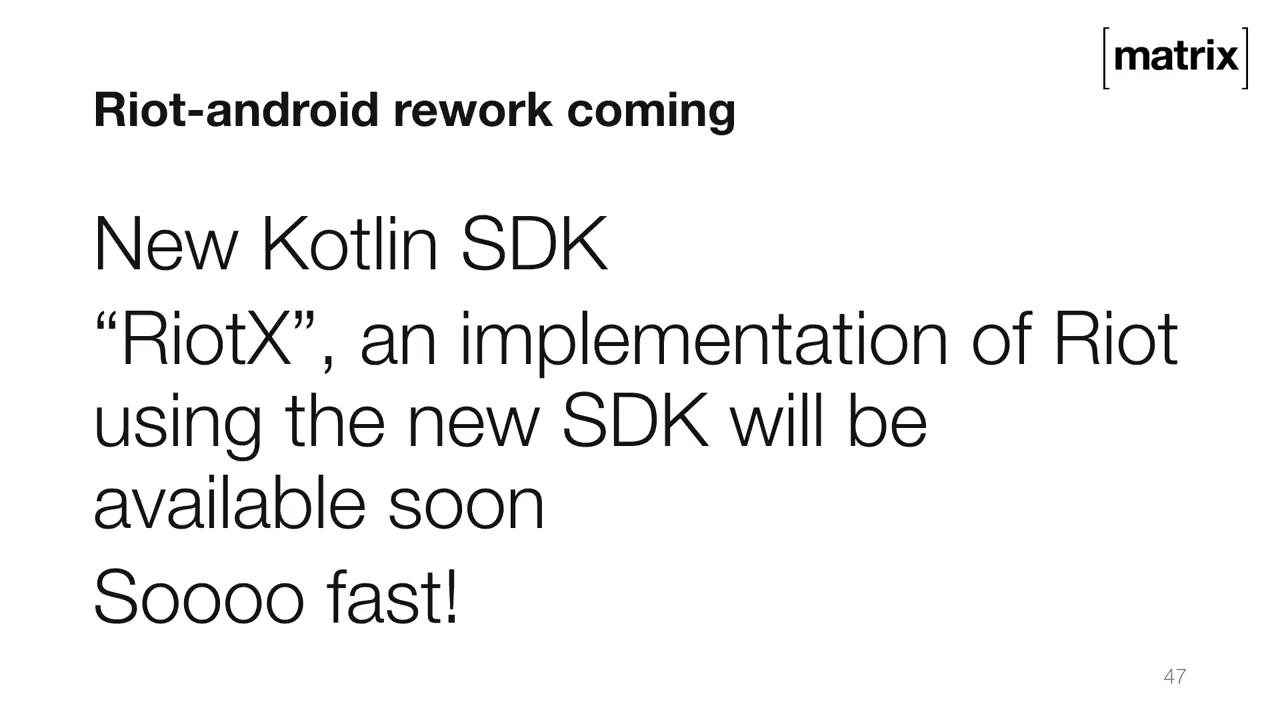 [matrix]
Riot-android rework coming
New Kotlin SDK
“RiotX”, an implementation of Riot
using the new SDK will be
available soon
Soooo fast!
47